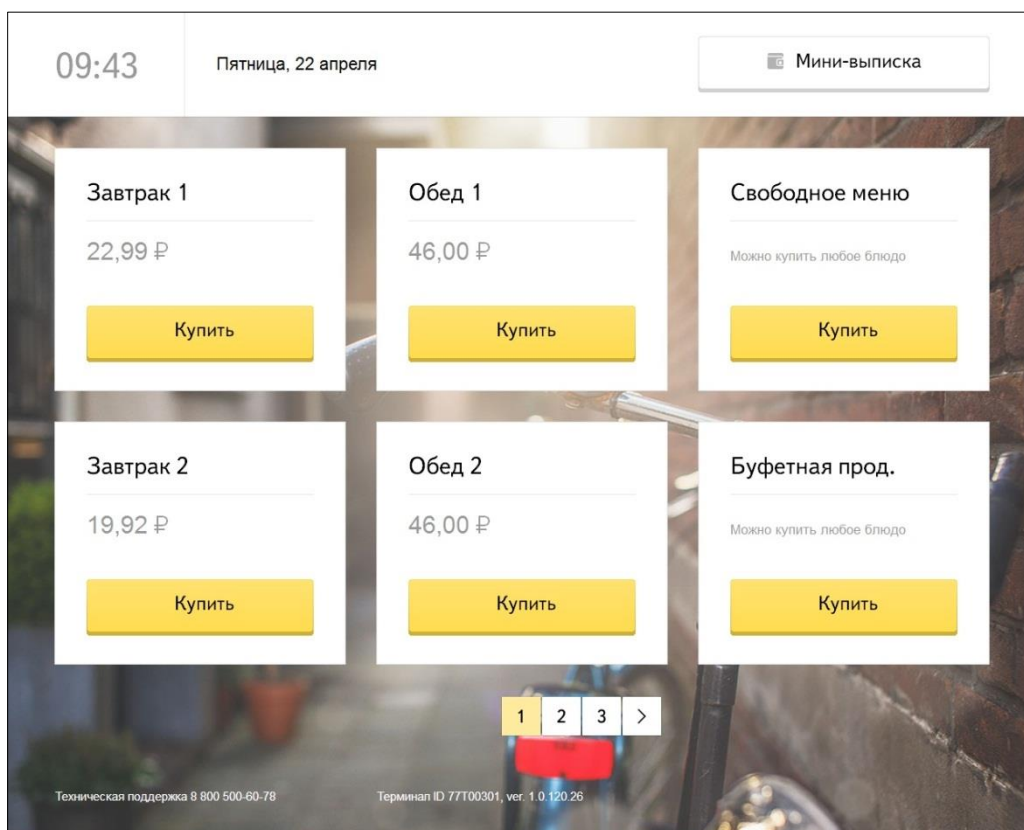 09:43
Пятница, 22 апреля
Мини-выписка
Завтрак 1
22,99 ₽
Купить
Обед 1
46,00 ₽
Купить
Свободное меню
Можно купить любое блюдо
Купить
Завтрак 2
19,92 ₽
Купить
Обед 2
46,00 ₽
Купить
Буфетная прод.
Можно купить любое блюдо
Купить
1 2 3 >
Техническая поддержка 8 800 500-60-78
Терминал ID 77T00301, ver. 1.0.120.26